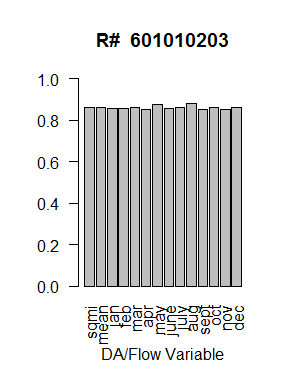 R# 601010203
1.0
0.8
0.6
0.4
0.2
0.0
sqmi
mean
jan
feb
mar
apr
may
june
july
aug
sept
oct
nov
dec
DA/Flow Variable